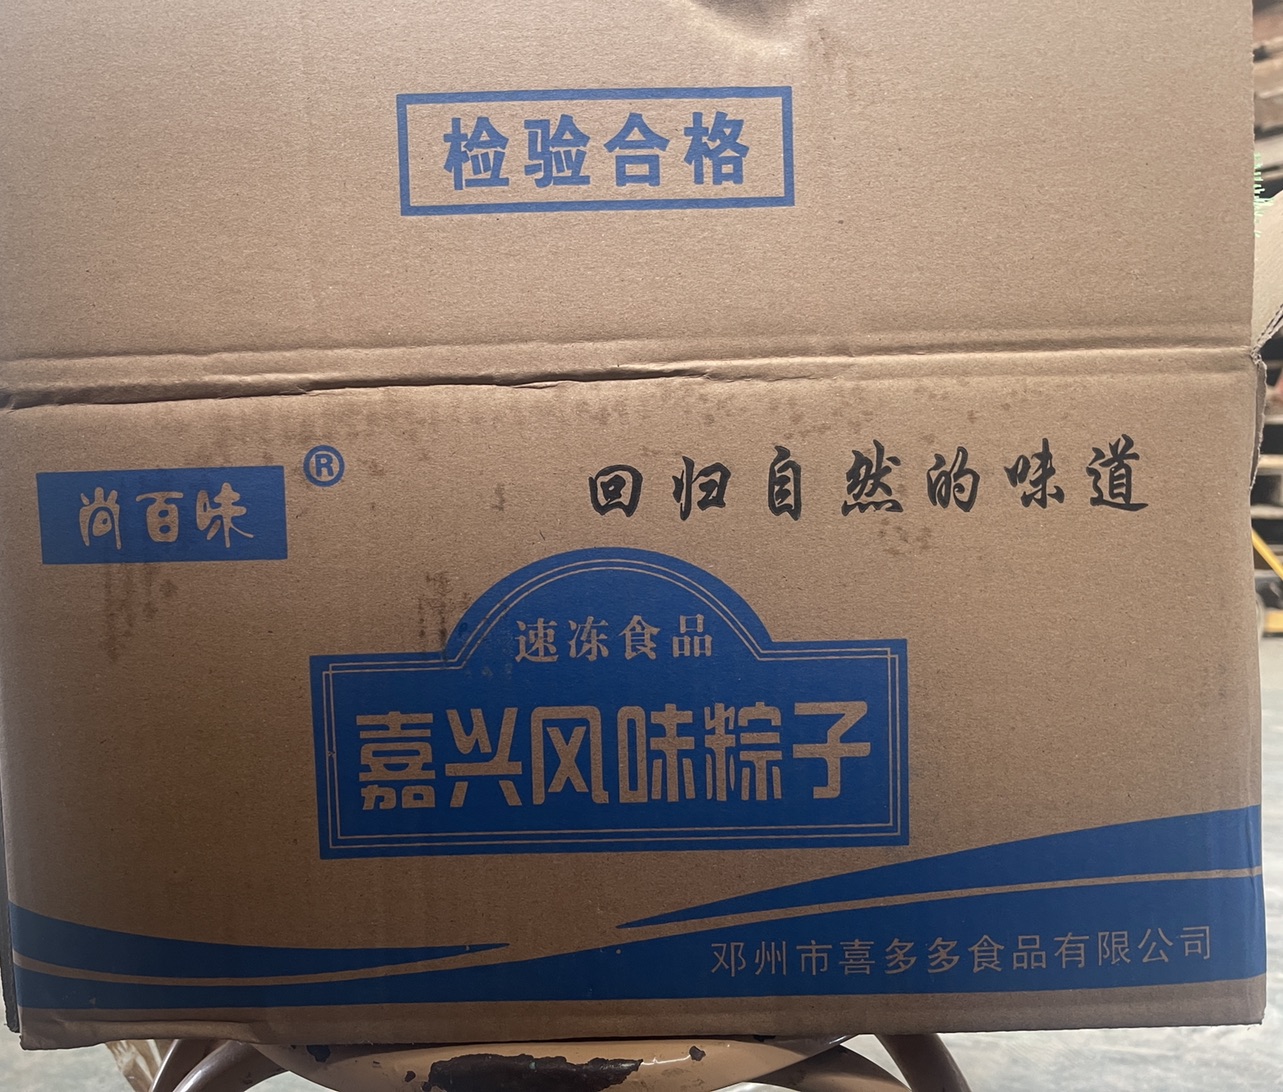 检验合格
尚百味®
回归自然的味道
速冻食品
嘉兴风味粽子
邓州市喜多多食品有限公司